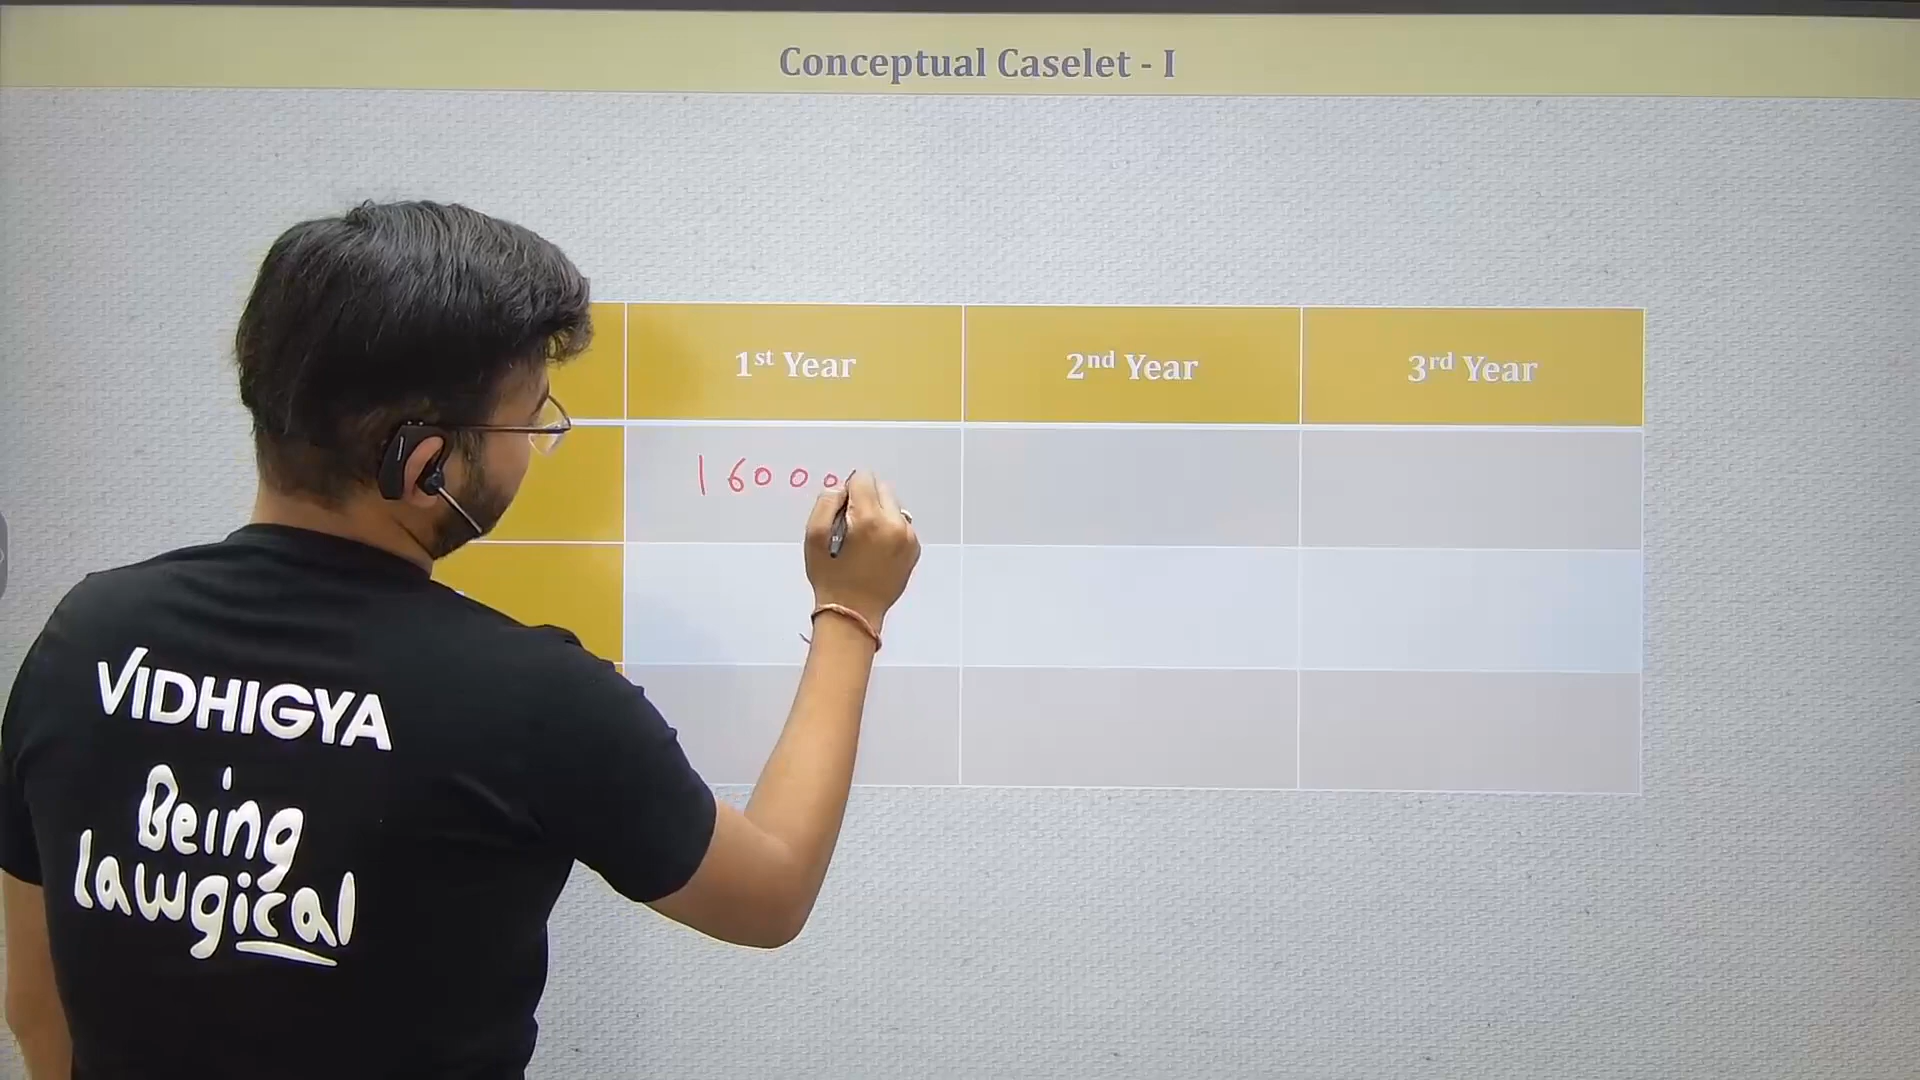 Conceptual Caselet - I
1st Year 2nd Year 3rd Year
16000
VIDHIGYA
Being
Lawgical